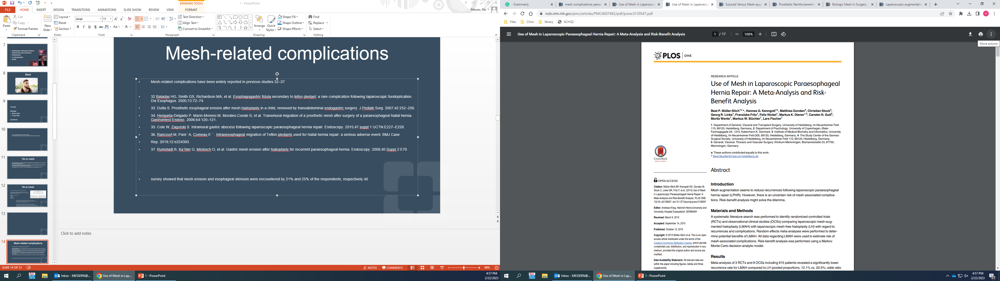 1 - PowerPoint
DRAWING TOOLS
Messer, Nir
FILE HOME INSERT DESIGN TRANSITIONS ANIMATIONS SLIDE SHOW REVIEW VIEW FORMAT
Paste
Cut
Copy
Format Painter
Clipboard
New
Slide
Layout
Reset
Section
Slides
Arial 11
Font
Text Direction
Align Text
Convert to SmartArt
Paragraph
Arrange
Quick
Styles
Shape Fill
Shape Outline
Shape Effects
Drawing
Find
Replace
Select
Editing
7
Diaphragm relaxing incisions
Intentional pneumothorax
Gastropexy
Fundoplication
Mesh
8
Mesh
9
Overall
Biologic
Short term
Long term
Synthetic
10
11
Yes to mesh
12
No to mesh
13
14
Mesh-related complications
Mesh-related complications
• Mesh-related complications have been widely reported in previous studies.32–37
• 32 Baladas HG, Smith GS, Richardson MA, et al. Esophagogastric fstula secondary to tefon pledget: a rare complication following laparoscopic fundoplication.
Dis Esophagus. 2000;13:72–74.
• 33. Dutta S. Prosthetic esophageal erosion after mesh hiatoplasty in a child, removed by transabdominal endogastric surgery. J Pediatr Surg. 2007;42:252–256.
• 34. Hergueta-Delgado P, Marin-Moreno M, Morales-Conde S, et al. Transmural migration of a prosthetic mesh after surgery of a paraesophageal hiatal hernia.
Gastrointest Endosc. 2006;64:120–121.
• 35. Cole W, Zagorski S. Intramural gastric abscess following laparoscopic paraesophageal hernia repair. Endoscopy. 2015;47 suppl 1 UCTN:E227–E228.
• 36. Rancourt M, Pare´ A, Comeau E ´ . Intraoesophageal migration of Teflon pledgets used for hiatal hernia repair: a serious adverse event. BMJ Case
• Rep. 2019;12:e224383.
• 37. Rumstadt B, Ka¨hler G, Mickisch O, et al. Gastric mesh erosion after hiatoplasty for recurrent paraesophageal hernia. Endoscopy. 2008;40 Suppl 2:E70
• survey showed that mesh erosion and esophageal stenosis were encountered by 21% and 25% of the respondents, respectively.40
Click to add notes
SLIDE 14 OF 31
NOTES COMMENTS 98%
Inbox - MESSERN@...
Use of Mesh in Lap...
1 - PowerPoint
4:57 PM
2/22/2023
- Grammarly
mesh complications parae
Use of Mesh in Laparoscop
Use of Mesh in Laparoscop
Sutured Versus Mesh-aug
Prosthetic Reinforcement
Biologic Mesh in Surgery:
Laparoscopic augmentatio
ncbi.nlm.nih.gov/pmc/articles/PMC4607492/pdf/pone.0139547.pdf
Files Clinic library ACHQC
Use of Mesh in Laparoscopic Paraesophageal Hernia Repair: A Meta-Analysis and Risk-Benefit Analysis
1 / 17
100%
More actions
PLOS ONE
RESEARCH ARTICLE
Use of Mesh in Laparoscopic Paraesophageal
Hernia Repair: A Meta-Analysis and Risk-
Benefit Analysis
Beat P. Müller-Stich1☯*, Hannes G. Kenngott1☯, Matthias Gondan2, Christian Stock3,
Georg R. Linke1, Franziska Fritz1, Felix Nickel1, Markus K. Diener1,4, Carsten N. Gutt5,
Moritz Wente1, Markus W. Büchler1, Lars Fischer1
1 Department of General, Visceral and Transplant Surgery, University of Heidelberg, Im Neuenheimer Feld
110, 69120, Heidelberg, Germany, 2 Department of Psychology, University of Copenhagen, Øster
Farimagsgade 2A, 1315, København K, Denmark, 3 Institute of Medical Biometry and Informatics, University
of Heidelberg, Im Neuenheimer Feld 305, 69120, Heidelberg, Germany, 4 The Study Center of the German
Surgical Society, University of Heidelberg, Im Neuenheimer Feld 110, 69120, Heidelberg, Germany,
5 General, Visceral, Thoracic and Vascular Surgery, Klinikum Memmingen, Bismarckstraße 23, 87700,
Memmingen, Germany
☯ These authors contributed equally to this work.
* Beat.Mueller@med.uni-heidelberg.de
CrossMark
click for updates
Abstract
OPEN ACCESS
Citation: Müller-Stich BP, Kenngott HG, Gondan M,
Stock C, Linke GR, Fritz F, et al. (2015) Use of Mesh
in Laparoscopic Paraesophageal Hernia Repair: A
Meta-Analysis and Risk-Benefit Analysis. PLoS ONE
10(10): e0139547. doi:10.1371/journal.pone.0139547
Editor: Andreas Krieg, Heinrich-Heine-University and
University Hospital Duesseldorf, GERMANY
Received: March 6, 2015
Accepted: September 14, 2015
Published: October 15, 2015
Copyright: © 2015 Müller-Stich et al. This is an open
access article distributed under the terms of the
Creative Commons Attribution License, which permits
unrestricted use, distribution, and reproduction in any
medium, provided the original author and source are
credited.
Data Availability Statement: All relevant data are
within the paper including figures, tables and three
supplements.
Introduction
Mesh augmentation seems to reduce recurrences following laparoscopic paraesophageal
hernia repair (LPHR). However, there is an uncertain risk of mesh-associated complica-
tions. Risk-benefit analysis might solve the dilemma.
Materials and Methods
A systematic literature search was performed to identify randomized controlled trials
(RCTs) and observational clinical studies (OCSs) comparing laparoscopic mesh-aug-
mented hiatoplasty (LMAH) with laparoscopic mesh-free hiatoplasty (LH) with regard to
recurrences and complications. Random effects meta-analyses were performed to deter-
mine potential benefits of LMAH. All data regarding LMAH were used to estimate risk of
mesh-associated complications. Risk-benefit analysis was performed using a Markov
Monte Carlo decision-analytic model.
Results
Meta-analysis of 3 RCTs and 9 OCSs including 915 patients revealed a significantly lower
recurrence rate for LMAH compared to LH (pooled proportions, 12.1% vs. 20.5%; odds ratio
Inbox - MESSERN@...
Use of Mesh in Lap...
1 - PowerPoint
4:57 PM
2/22/2023
21